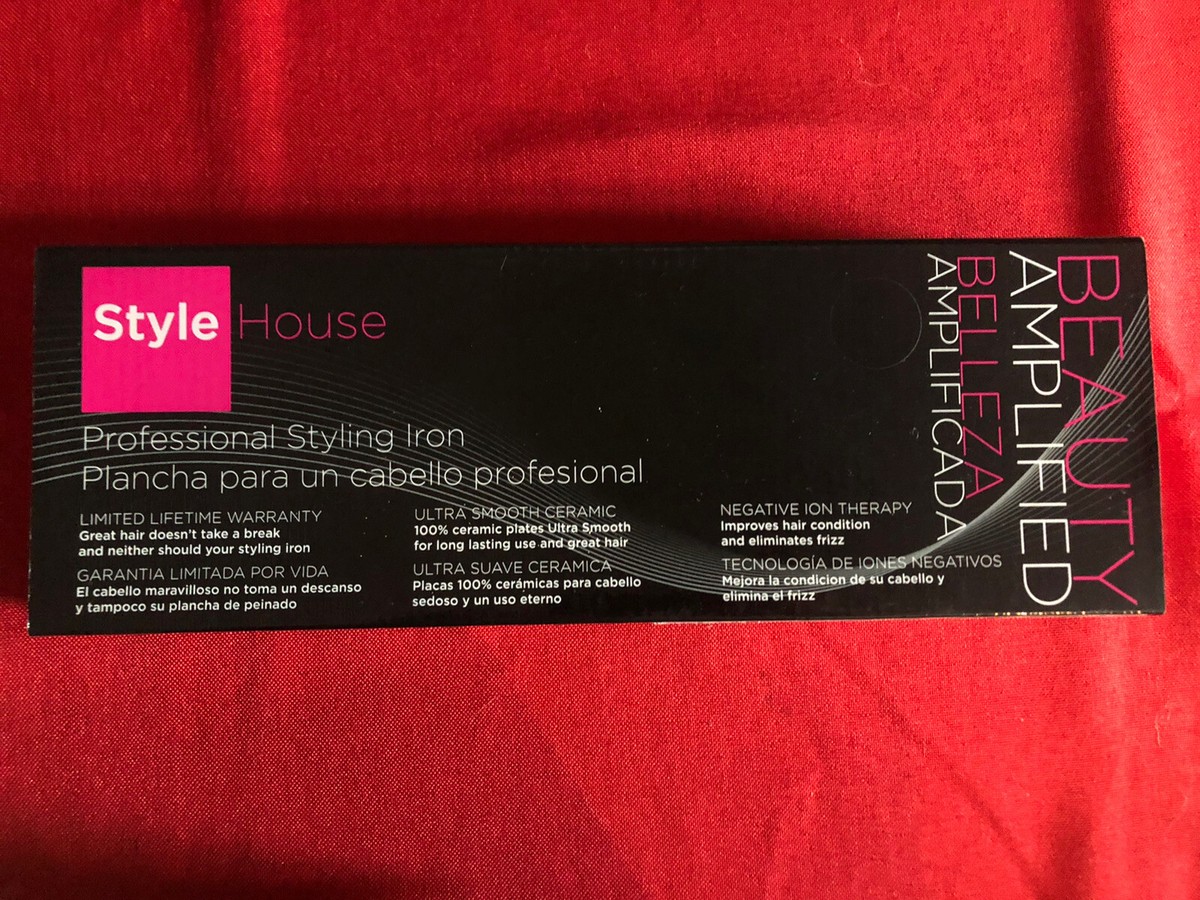 Style House
Professional Styling Iron
Plancha para un cabello profesional
LIMITED LIFETIME WARRANTY
Great hair doesn't take a break
and neither should your styling iron
GARANTIA LIMITADA POR VIDA
El cabello maravilloso no toma un descanso
y tampoco su plancha de peinado
ULTRA SMOOTH CERAMIC
100% ceramic plates Ultra Smooth
for long lasting use and great hair
ULTRA SUAVE CERAMICA
Placas 100% cerámicas para cabello
sedoso y un uso eterno
NEGATIVE ION THERAPY
Improves hair condition
and eliminates frizz
TECNOLOGÍA DE IONES NEGATIVOS
Mejora la condicion de su cabello y
elimina el frizz
BEAUTY
AMPLIFIED
BELLEZA
AMPLIFICADA